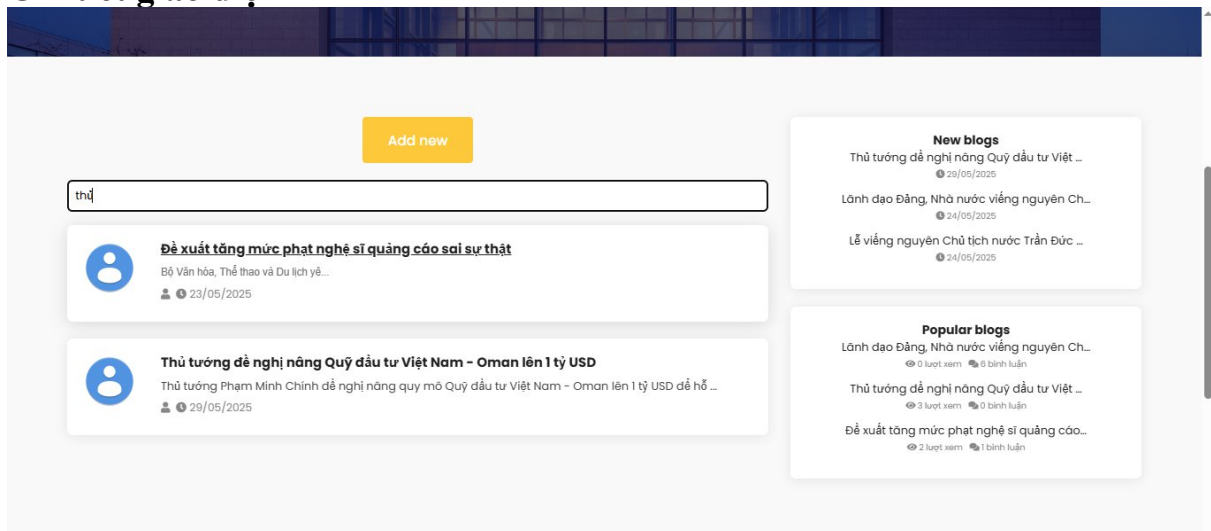 Add new
thủ
Đề xuất tăng mức phạt nghệ sĩ quảng cáo sai sự thật
Bộ Văn hóa, Thể thao và Du lịch yê...
23/05/2025
Thủ tướng đề nghị nâng Quỹ đầu tư Việt Nam - Oman lên 1 tỷ USD
Thủ tướng Phạm Minh Chính đề nghị nâng quy mô Quỹ đầu tư Việt Nam - Oman lên 1 tỷ USD để hỗ ...
29/05/2025
New blogs
Thủ tướng đề nghị nâng Quỹ đầu tư Việt ...
29/05/2025
Lãnh đạo Đảng, Nhà nước viếng nguyên Ch...
24/05/2025
Lễ viếng nguyên Chủ tịch nước Trần Đức ...
24/05/2025
Popular blogs
Lãnh đạo Đảng, Nhà nước viếng nguyên Ch...
0 lượt xem 6 bình luận
Thủ tướng đề nghị nâng Quỹ đầu tư Việt ...
3 lượt xem 0 bình luận
Đề xuất tăng mức phạt nghệ sĩ quảng cáo...
2 lượt xem 1 bình luận